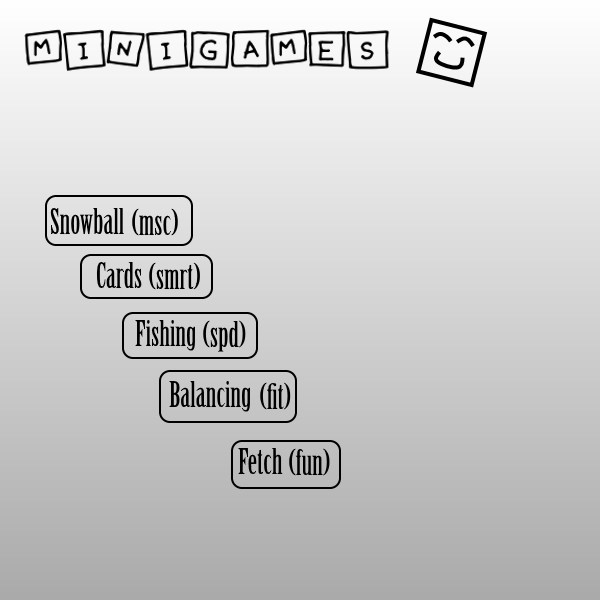 MINIGAMES
Snowball (msc)
Cards (smrt)
Fishing (spd)
Balancing (fit)
Fetch (fun)